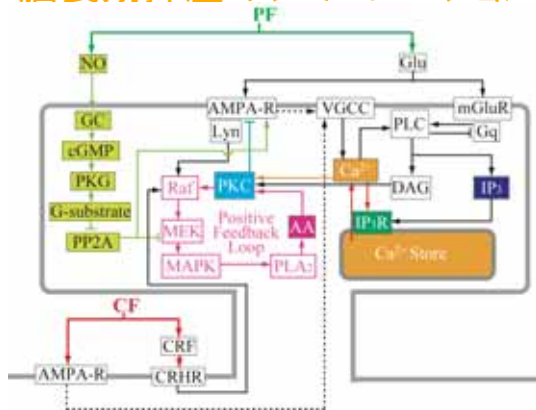 PF
NO
Glu
AMPA-R
VGCC
mGluR
Lyn
PLC
Gq
GC
cGMP
PKG
G-substrate
PP2A
Raf
PKC
Ca²⁺
DAG
IP₃
MEK
Positive
Feedback
Loop
AA
IP₃R
MAPK
PLA₂
Ca²⁺ Store
CF
CRF
AMPA-R
CRHR